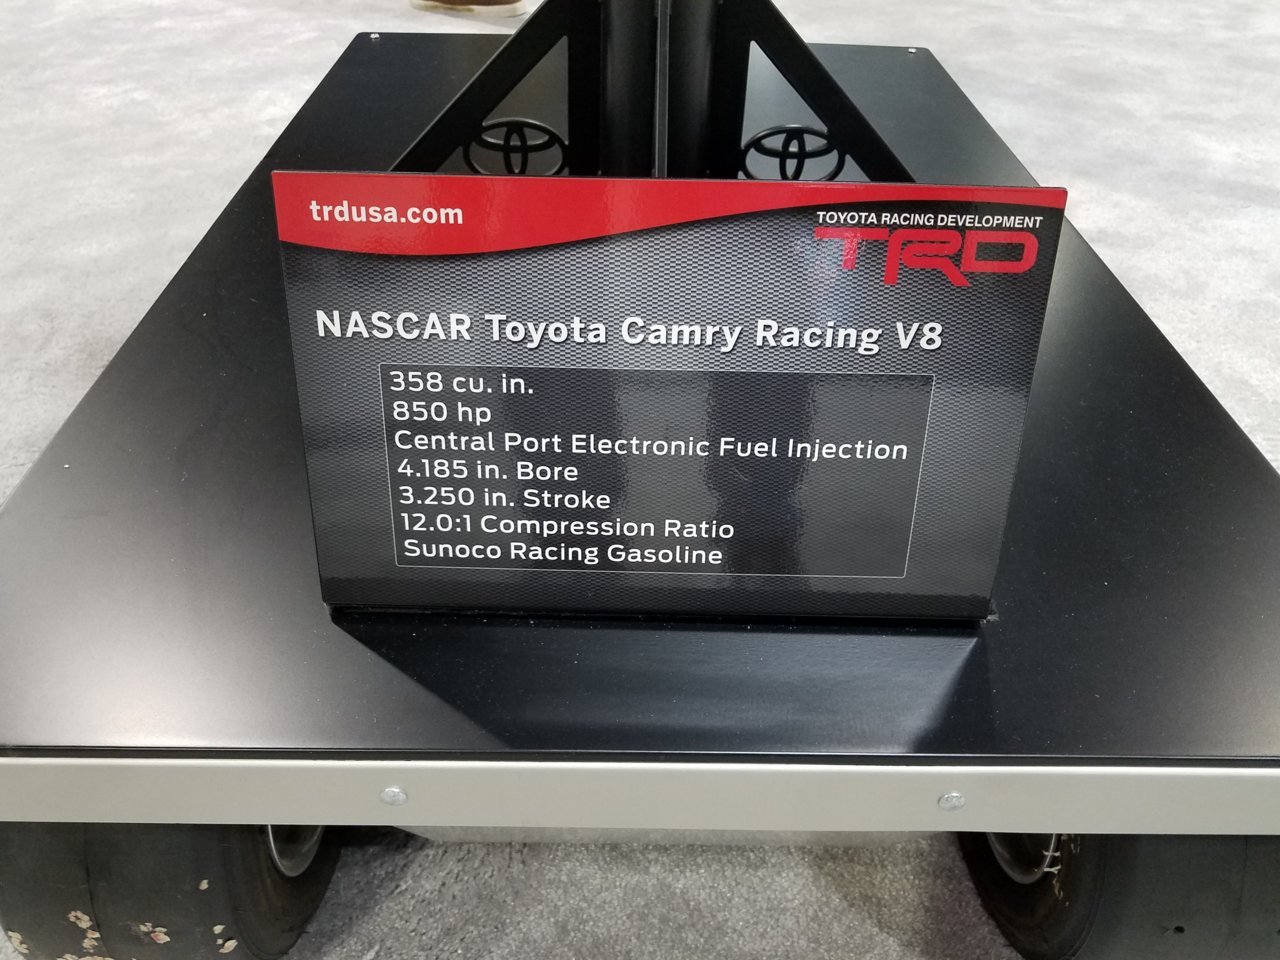 trdusa.com
TOYOTA RACING DEVELOPMENT
TRD
NASCAR Toyota Camry Racing V8
358 cu. in.
850 hp
Central Port Electronic Fuel Injection
4.185 in. Bore
3.250 in. Stroke
12.0:1 Compression Ratio
Sunoco Racing Gasoline